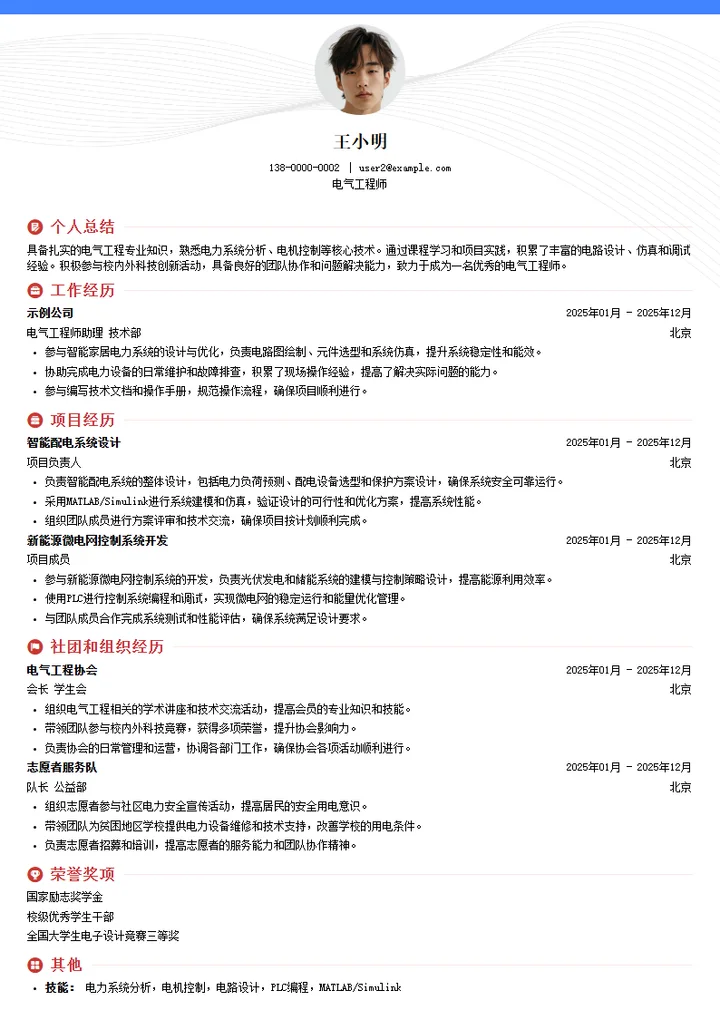 王小明
138-0000-0002 | user2@example.com
电气工程师
个人总结
具备扎实的电气工程专业知识，熟悉电力系统分析、电机控制等核心技术。通过课程学习和项目实践，积累了丰富的电路设计、仿真和调试
经验。积极参与校内外科技创新活动，具备良好的团队协作和问题解决能力，致力于成为一名优秀的电气工程师。
工作经历
示创公司 2025年01月 - 2025年12月
电气工程师助理 技术部 北京
• 参与智能家居电力系统的设计与优化，负责电路图绘制、元件选型和系统仿真，提升系统稳定性和能效。
• 协助完成电力设备的日常维护和故障排查，积累了现场操作经验，提高了解决实际问题的能力。
• 参与编写技术文档和操作手册，规范操作流程，确保项目顺利进行。
项目经历
智能配电系统设计 2025年01月 - 2025年12月
项目负责人 北京
• 负责智能配电系统的整体设计，包括电力负荷预测、配电设备选型和保护方案设计，确保系统安全可靠运行。
• 采用MATLAB/Simulink进行系统建模和仿真，验证设计的可行性和优化方案，提高系统性能。
• 组织团队成员进行方案评审和技术交流，确保项目按计划顺利完成。
新能源微电网控制系统开发 2025年01月 - 2025年12月
项目成员 北京
• 参与新能源微电网控制系统的开发，负责光伏发电和储能系统的建模与控制策略设计，提高能源利用效率。
• 使用PLC进行控制系统编程和调试，实现微电网的稳定运行和能量优化管理。
• 与团队成员合作完成系统测试和性能评估，确保系统满足设计要求。
社团和组织经历
电气工程协会 2025年01月 - 2025年12月
会长 学生会 北京
• 组织电气工程相关的学术讲座和技术交流活动，提高会员的专业知识和技能。
• 带领团队参与校内外科技竞赛，获得多项荣誉，提升协会影响力。
• 负责协会的日常管理和运营，协调各部门工作，确保协会各项活动顺利进行。
志愿者服务队 2025年01月 - 2025年12月
队长 公益部 北京
• 组织志愿者参与社区电力安全宣传活动，提高居民的安全用电意识。
• 带领团队为贫困地区学校提供电力设备维修和技术支持，改善学校的用电条件。
• 负责志愿者招募和培训，提高志愿者的服务能力和团队协作精神。
荣誉奖项
国家励志奖学金
校级优秀学生干部
全国大学生电子设计竞赛三等奖
其他
• 技能： 电力系统分析，电机控制，电路设计，PLC编程，MATLAB/Simulink